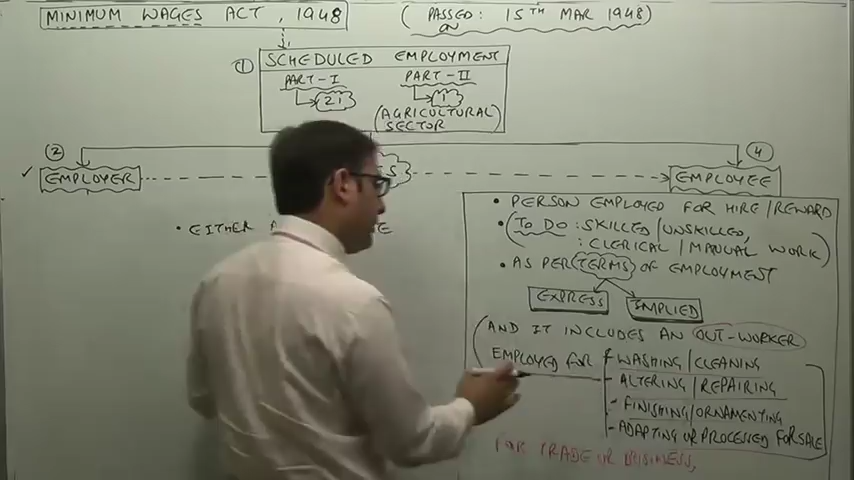 MINIMUM WAGES ACT, 1948
(PASSED: 15TH MAR 1948)
ON
1 SCHEDULED EMPLOYMENT
PART-I PART-II
21 1
(AGRICULTURAL
SECTOR)
2 4
✓ EMPLOYER EMPLOYEE
• PERSON EMPLOYED FOR HIRE/REWARD
• (TO DO: SKILLED/UNSKILLED,
: CLERICAL/MANUAL WORK)
• EITHER
• AS PER TERMS OF EMPLOYMENT
EXPRESS IMPLIED
(AND IT INCLUDES AN OUT-WORKER
EMPLOYED FOR - WASHING/CLEANING
- ALTERING/REPAIRING
- FINISHING/ORNAMENTING
- ADAPTING OR PROCESSED FOR SALE
FOR TRADE OR BUSINESS,